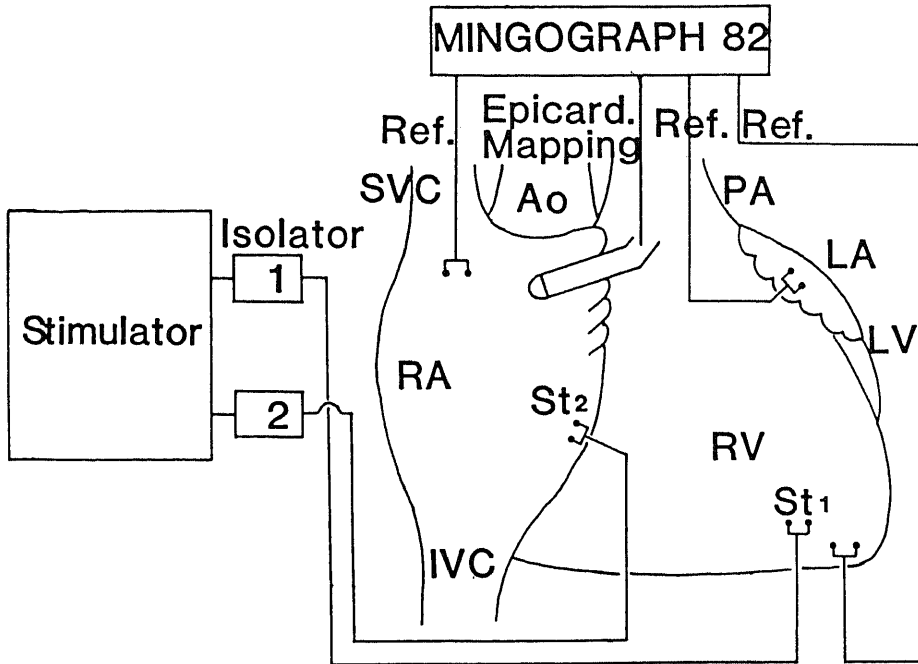 MINGOGRAPH 82
Ref.
Epicard.
Mapping
Ref. Ref.
SVC
Ao
PA
Isolator
1
LA
Stimulator
LV
RA
2
St2
RV
St1
IVC